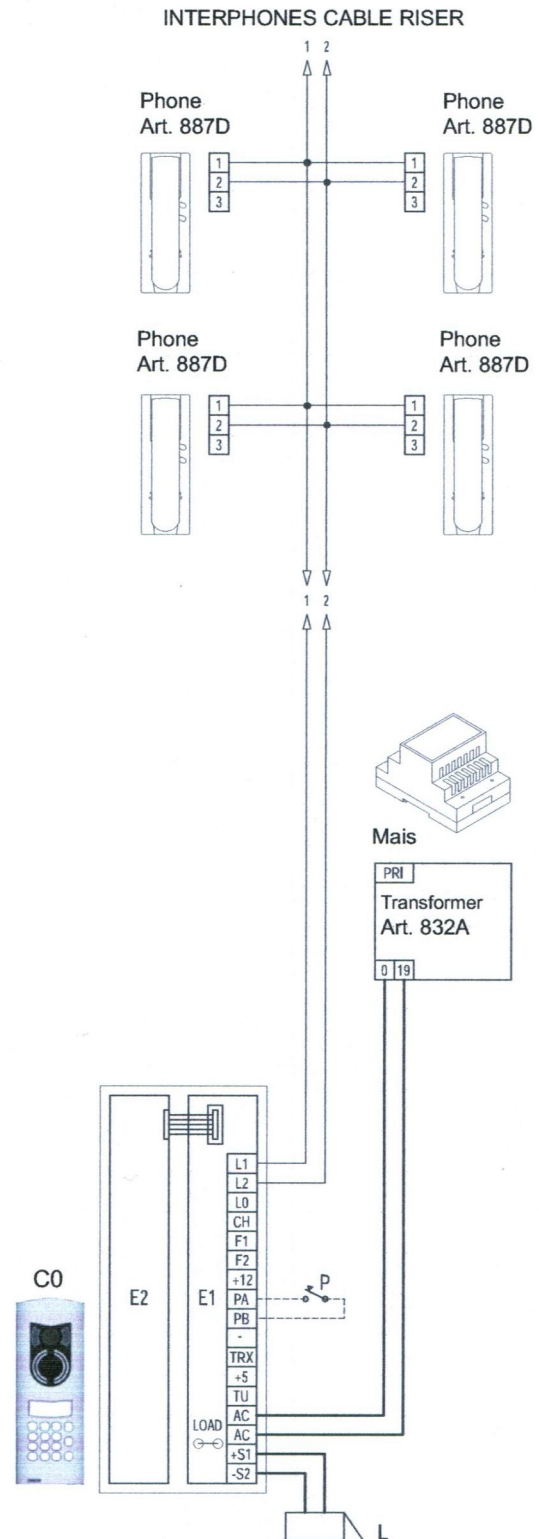 INTERPHONES CABLE RISER
1 2
Phone
Art. 887D
Phone
Art. 887D
1
2
3
1
2
3
Phone
Art. 887D
Phone
Art. 887D
1
2
3
1
2
3
1 2
Mais
PRI
Transformer
Art. 832A
0 19
C0
E2
E1
L1
L2
L0
CH
F1
F2
+12
PA
PB
-
TRX
+5
TU
AC
AC
+S1
-S2
P
LOAD
L